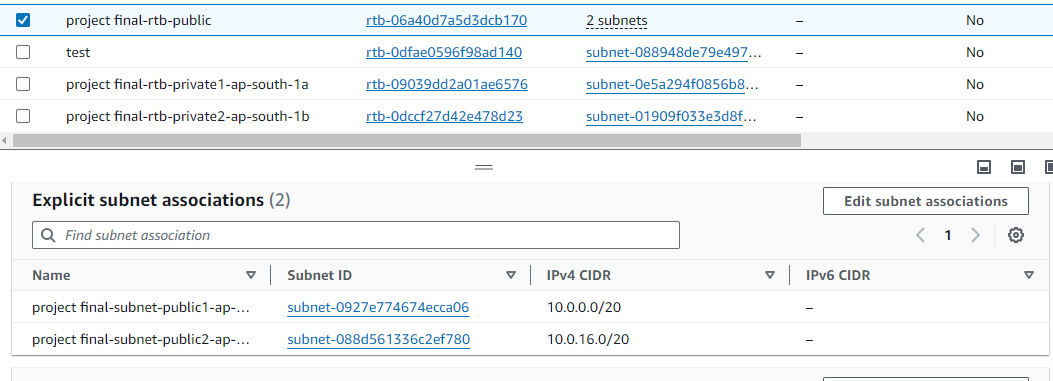 project final-rtb-public rtb-06a40d7a5d3dcb170 2 subnets – No
test rtb-0dfae0596f98ad140 subnet-088948de79e497... – No
project final-rtb-private1-ap-south-1a rtb-09039dd2a01ae6576 subnet-0e5a294f0856b8... – No
project final-rtb-private2-ap-south-1b rtb-0dccf27d42e478d23 subnet-01909f033e3d8f... – No
Explicit subnet associations (2) Edit subnet associations
Find subnet association 1
Name Subnet ID IPv4 CIDR IPv6 CIDR
project final-subnet-public1-ap-... subnet-0927e774674ecca06 10.0.0.0/20 –
project final-subnet-public2-ap-... subnet-088d561336c2ef780 10.0.16.0/20 –